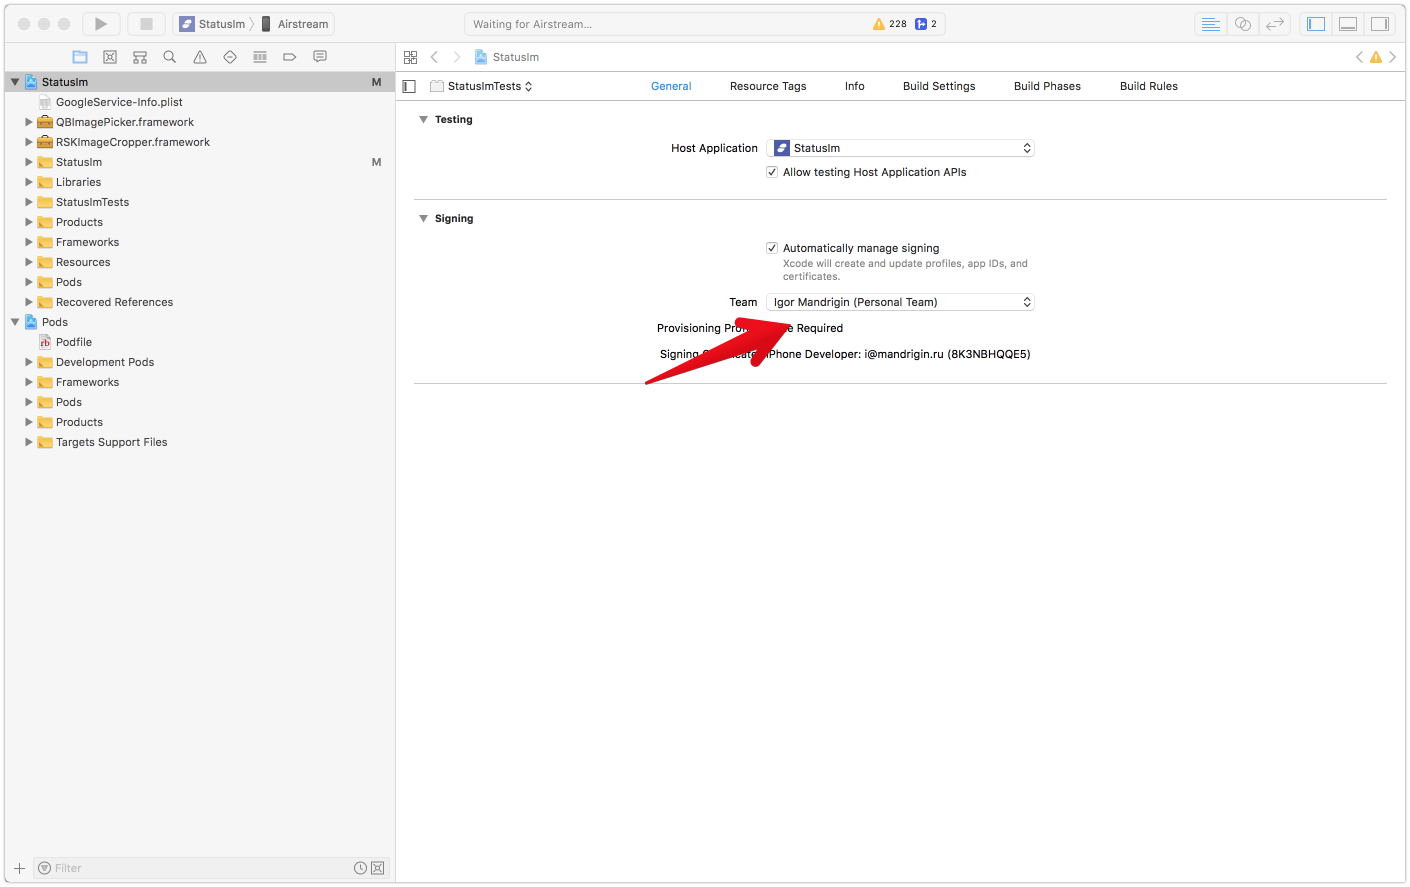 StatusIm
Airstream
Waiting for Airstream...
228
2
StatusIm
M
GoogleService-Info.plist
QBImagePicker.framework
RSKImageCropper.framework
StatusIm
M
Libraries
StatusImTests
Products
Frameworks
Resources
Pods
Recovered References
Pods
rb
Podfile
Development Pods
Frameworks
Pods
Products
Targets Support Files
Filter
StatusIm
StatusImTests
General
Resource Tags
Info
Build Settings
Build Phases
Build Rules
Testing
Host Application
StatusIm
Allow testing Host Application APIs
Signing
Automatically manage signing
Xcode will create and update profiles, app IDs, and
certificates.
Team
Igor Mandrigin (Personal Team)
Provisioning Required
Signing iPhone Developer: i@mandrigin.ru (8K3NBHQQE5)